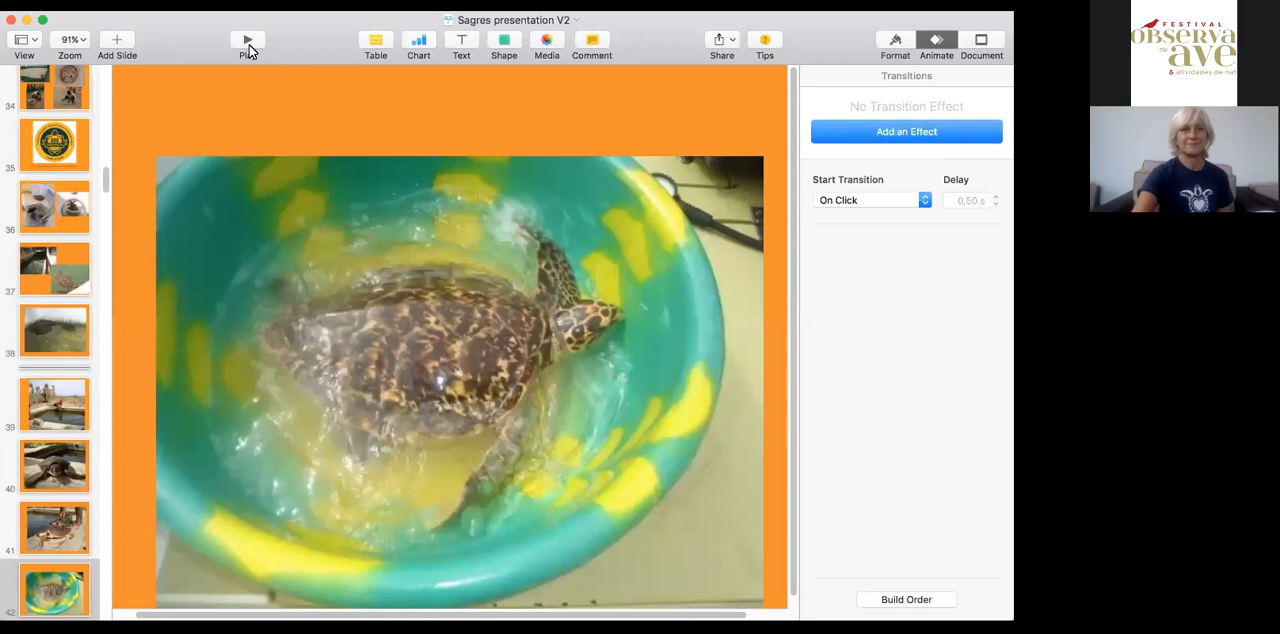 Sagres presentation V2
View
91%
Zoom
Add Slide
Play
Table
Chart
Text
Shape
Media
Comment
Share
Tips
Format
Animate
Document
Transitions
No Transition Effect
Add an Effect
Start Transition
Delay
On Click
0,50 s
Build Order
34
35
36
37
38
39
40
41
42
FESTIVAL
OBSERVA
de
ave
& atividades de nat